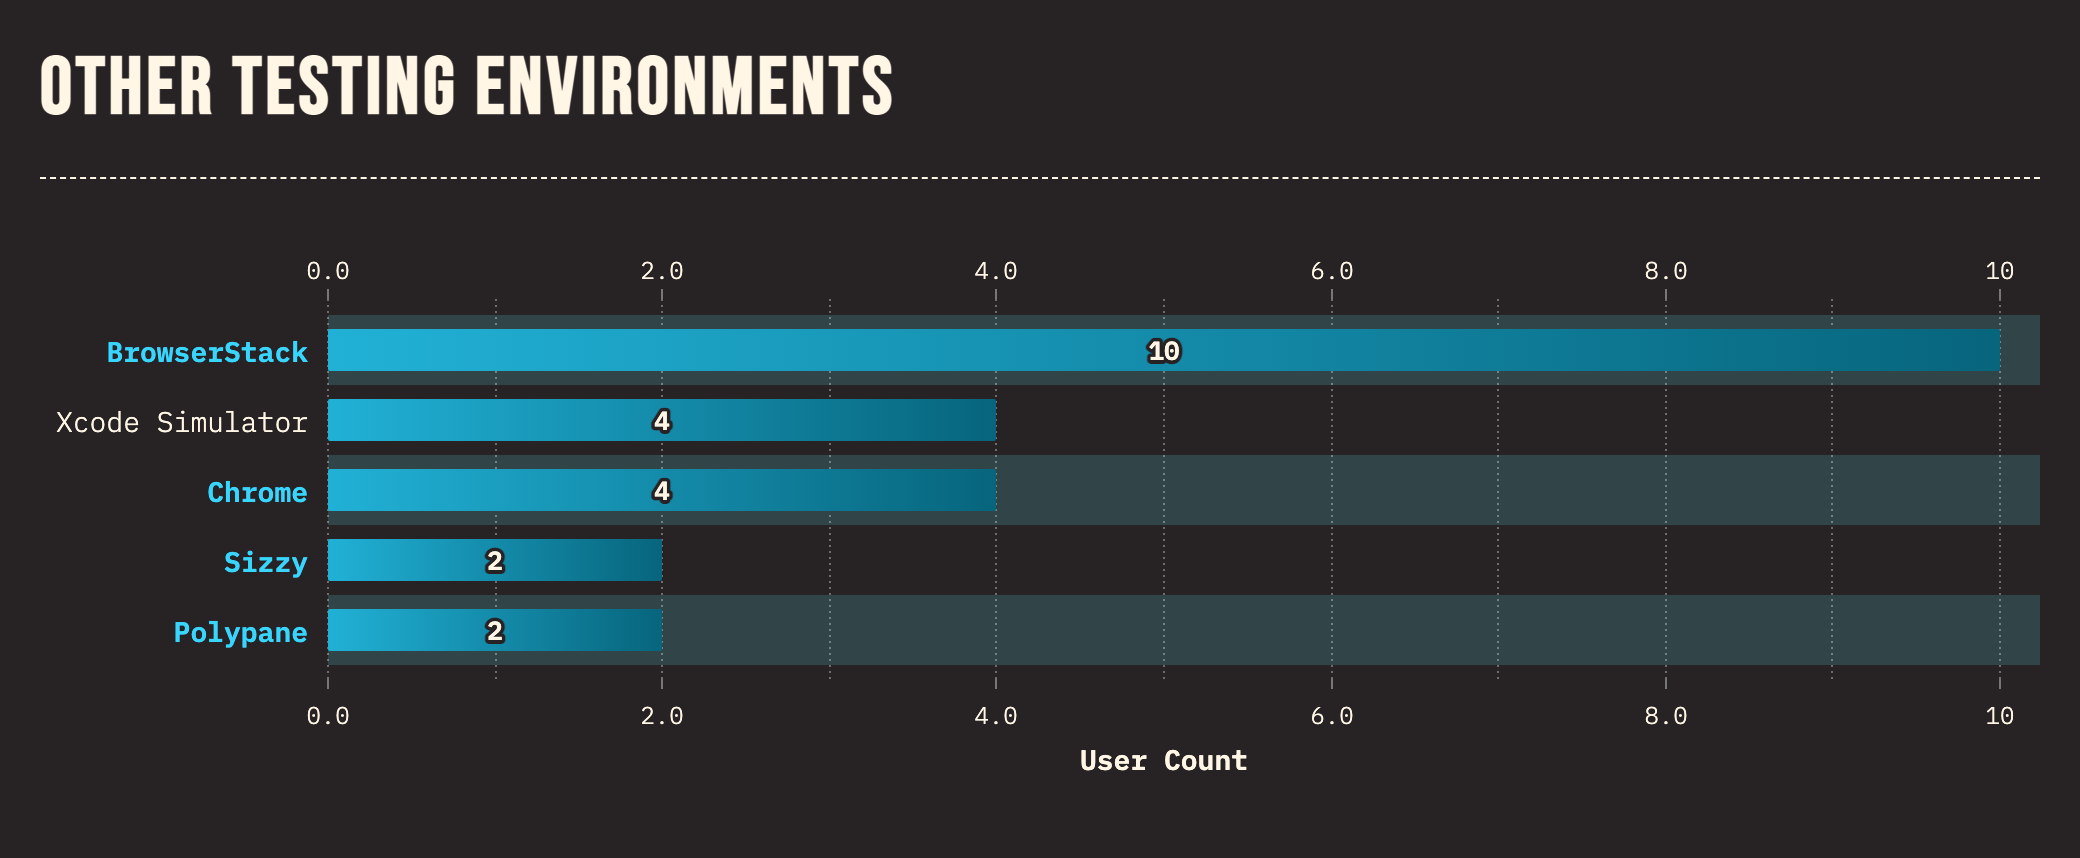 OTHER TESTING ENVIRONMENTS
0.0 2.0 4.0 6.0 8.0 10
BrowserStack 10
Xcode Simulator 4
Chrome 4
Sizzy 2
Polypane 2
0.0 2.0 4.0 6.0 8.0 10
User Count